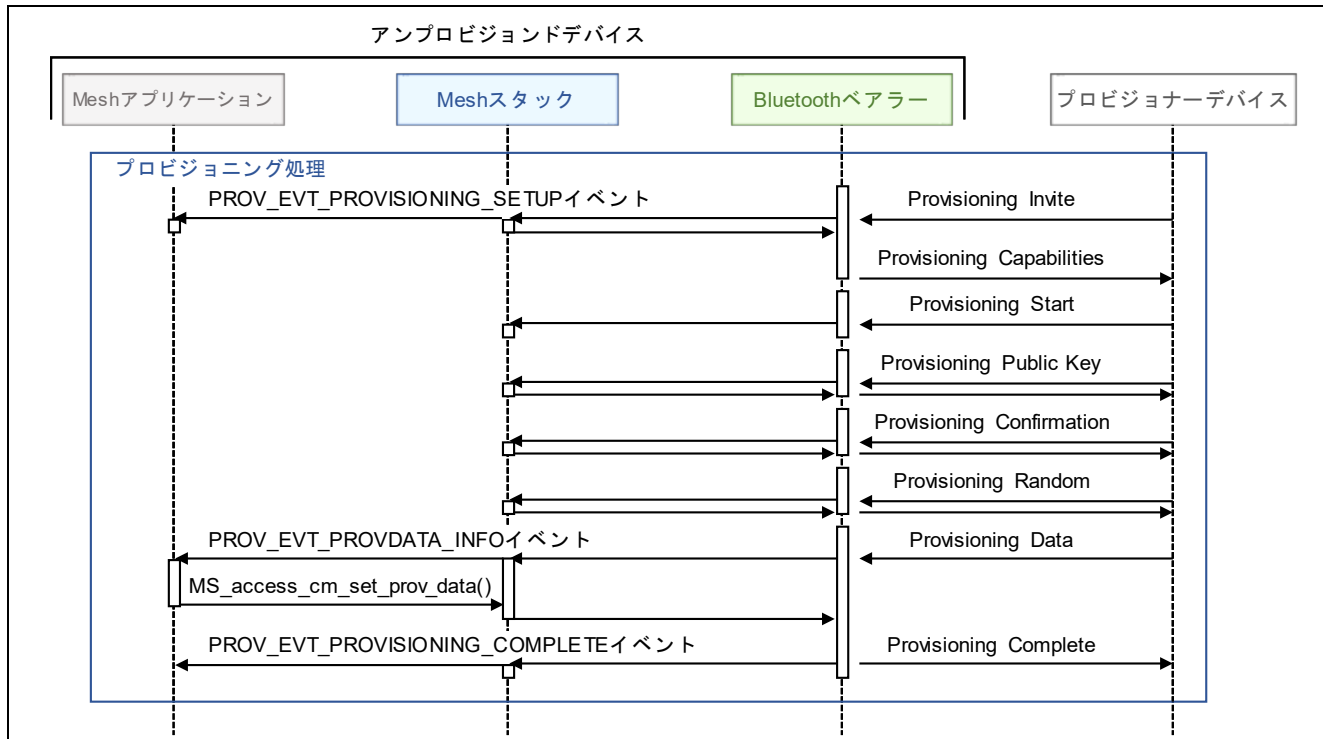 アンプロビジョンドデバイス
Meshアプリケーション
Meshスタック
Bluetoothベアラー
プロビジョナーデバイス
プロビジョニング処理
PROV_EVT_PROVISIONING_SETUPイベント
Provisioning Invite
Provisioning Capabilities
Provisioning Start
Provisioning Public Key
Provisioning Confirmation
Provisioning Random
PROV_EVT_PROVDATA_INFOイベント
Provisioning Data
MS_access_cm_set_prov_data()
PROV_EVT_PROVISIONING_COMPLETEイベント
Provisioning Complete